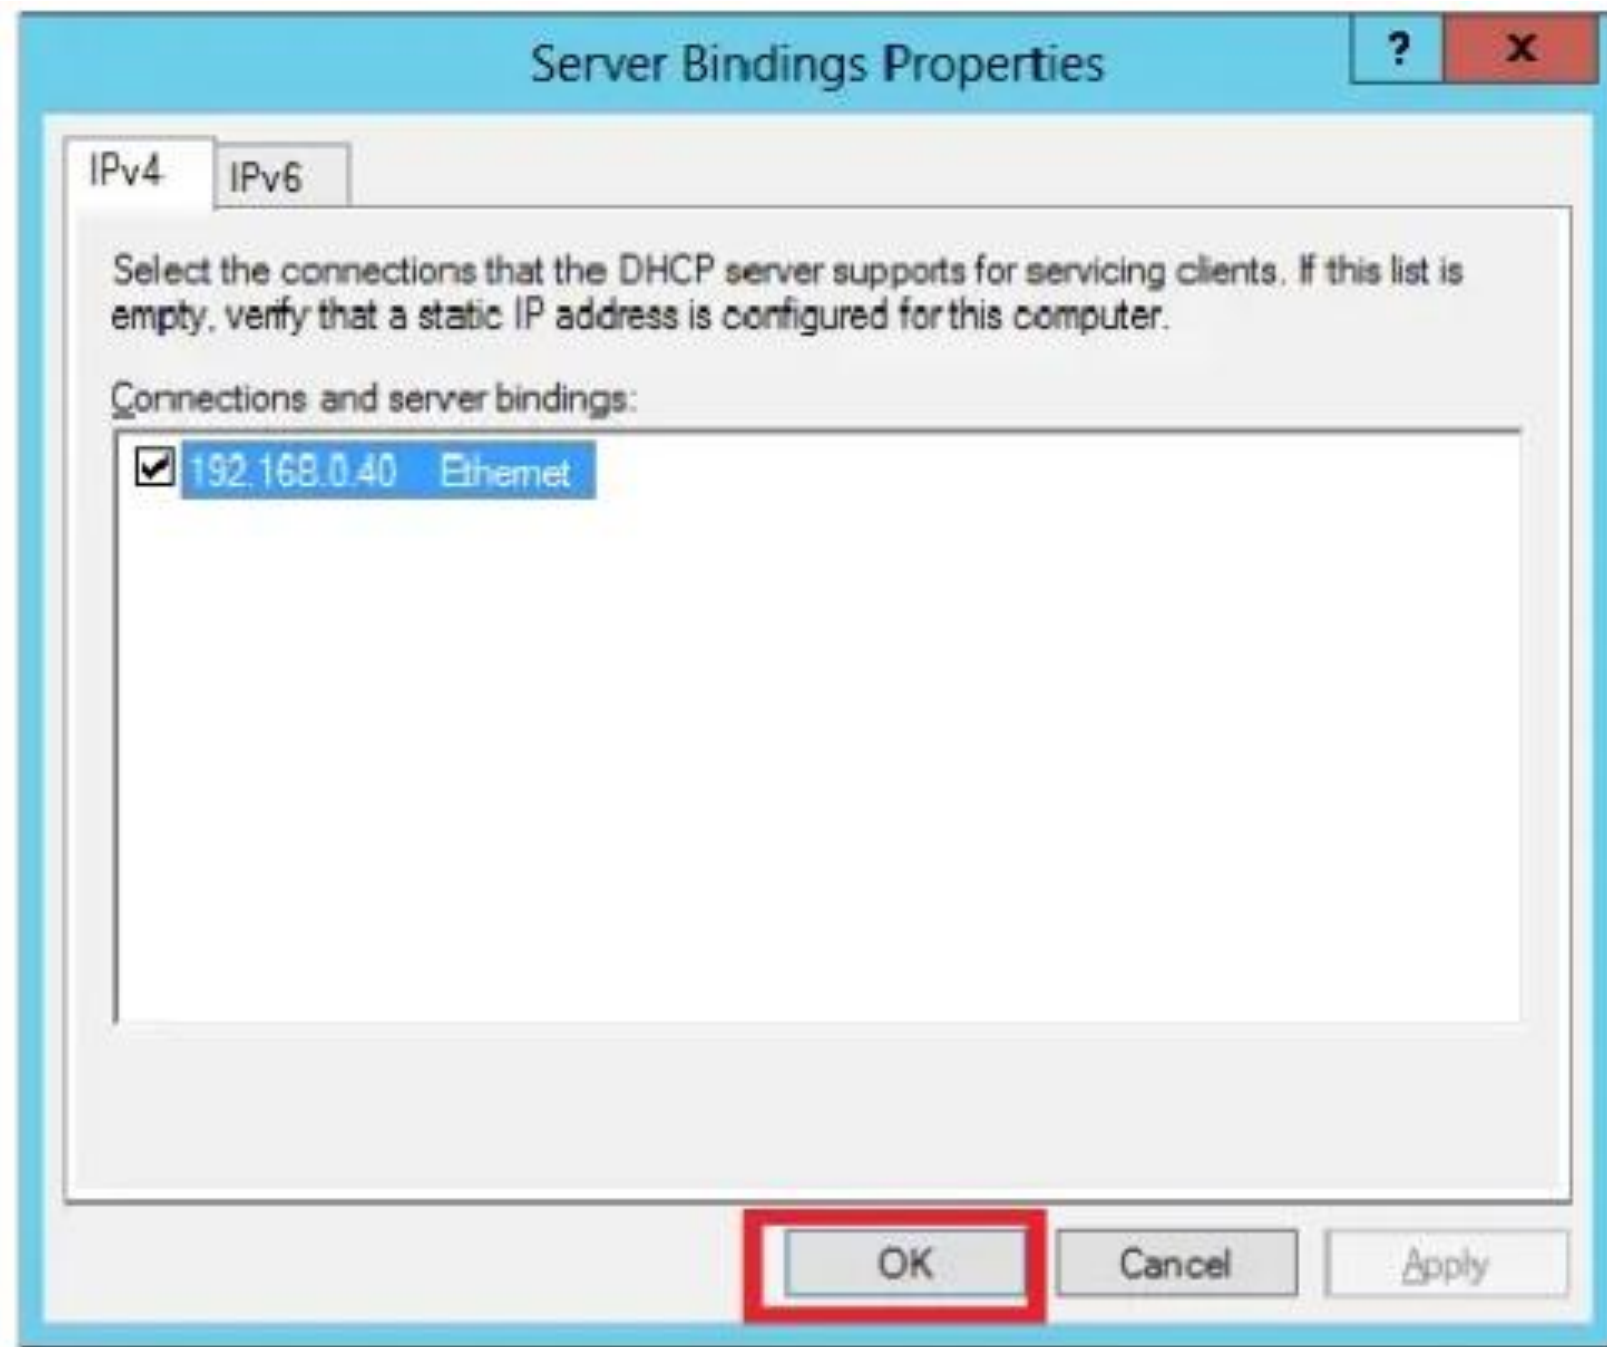 Server Bindings Properties
? x
IPv4 IPv6
Select the connections that the DHCP server supports for servicing clients. If this list is
empty, verify that a static IP address is configured for this computer.
Connections and server bindings:
192.168.0.40 Ethernet
OK Cancel Apply